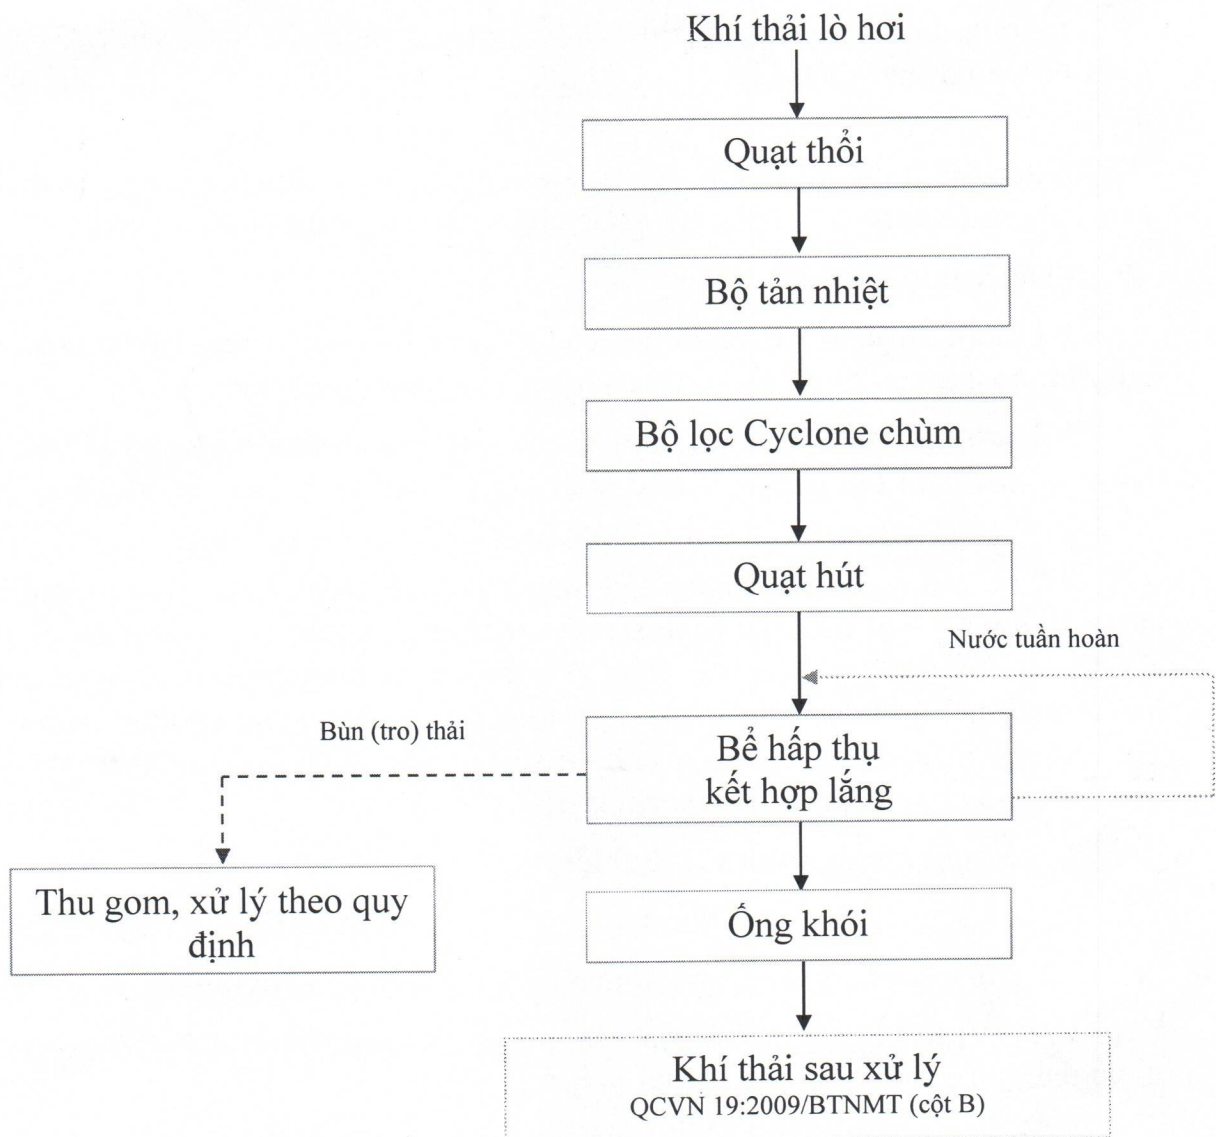 Khí thải lò hơi
Quạt thổi
Bộ tản nhiệt
Bộ lọc Cyclone chùm
Quạt hút
Nước tuần hoàn
Bùn (tro) thải
Bể hấp thụ
kết hợp lắng
Thu gom, xử lý theo quy
định
Ống khói
Khí thải sau xử lý
QCVN 19:2009/BTNMT (cột B)